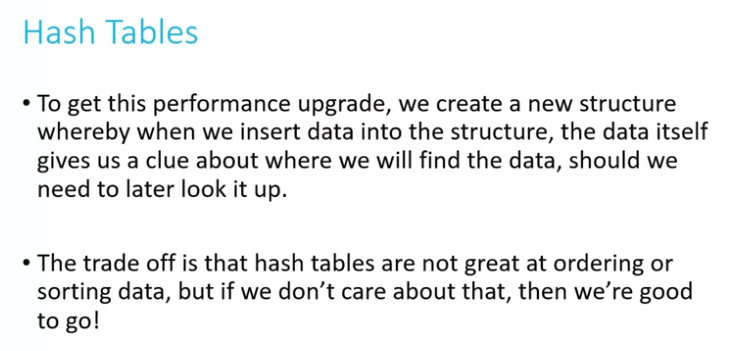 Hash Tables
• To get this performance upgrade, we create a new structure
whereby when we insert data into the structure, the data itself
gives us a clue about where we will find the data, should we
need to later look it up.
• The trade off is that hash tables are not great at ordering or
sorting data, but if we don’t care about that, then we’re good
to go!